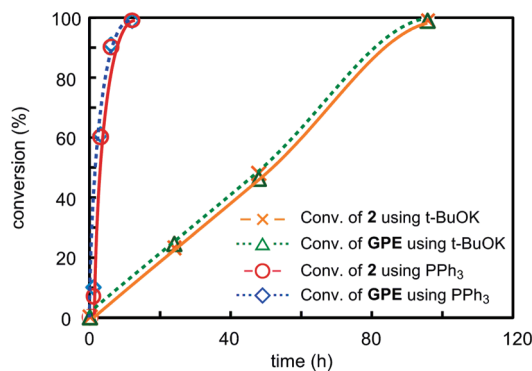 100
80
60
40
20
0
conversion (%)
0
40
80
120
time (h)
Conv. of 2 using t-BuOK
Conv. of GPE using t-BuOK
Conv. of 2 using PPh₃
Conv. of GPE using PPh₃